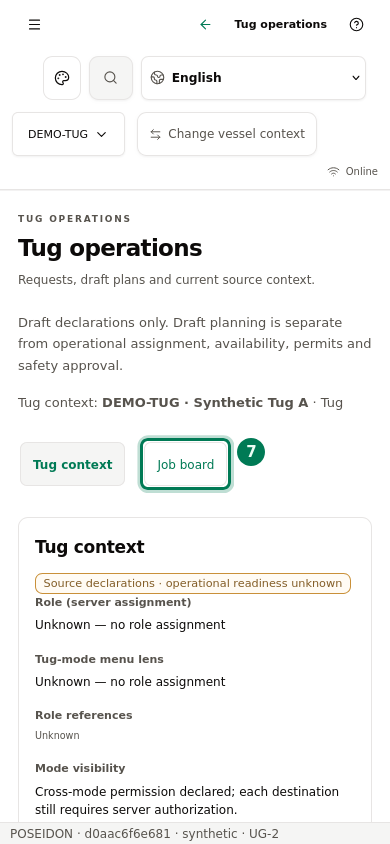 Tug operations
English
DEMO-TUG
Change vessel context
Online
TUG OPERATIONS
Tug operations
Requests, draft plans and current source context.
Draft declarations only. Draft planning is separate
from operational assignment, availability, permits and
safety approval.
Tug context: DEMO-TUG · Synthetic Tug A · Tug
Tug context
Job board
7
Tug context
Source declarations · operational readiness unknown
Role (server assignment)
Unknown — no role assignment
Tug-mode menu lens
Unknown — no role assignment
Role references
Unknown
Mode visibility
Cross-mode permission declared; each destination
still requires server authorization.
POSEIDON · d0aac6f6e681 · synthetic · UG-2